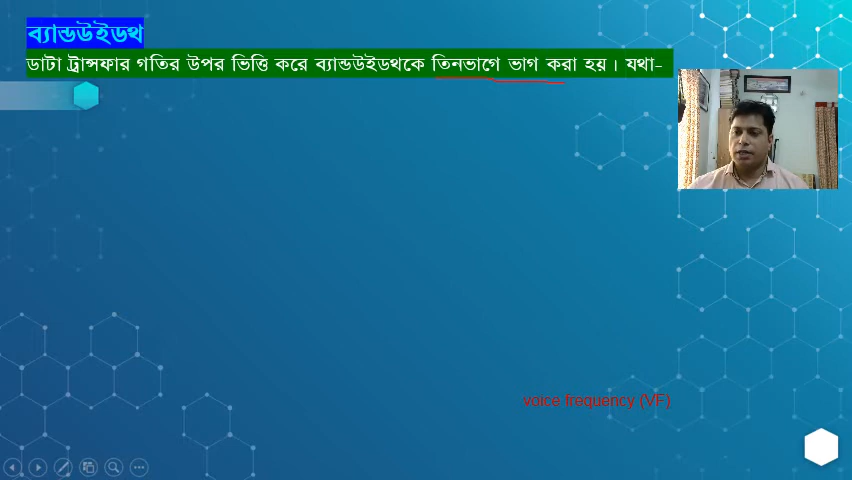 ব্যান্ডউইডথ
ডাটা ট্রান্সফার গতির উপর ভিত্তি করে ব্যান্ডউইডথকে তিনভাগে ভাগ করা হয়। যথা-
voice frequency (VF)